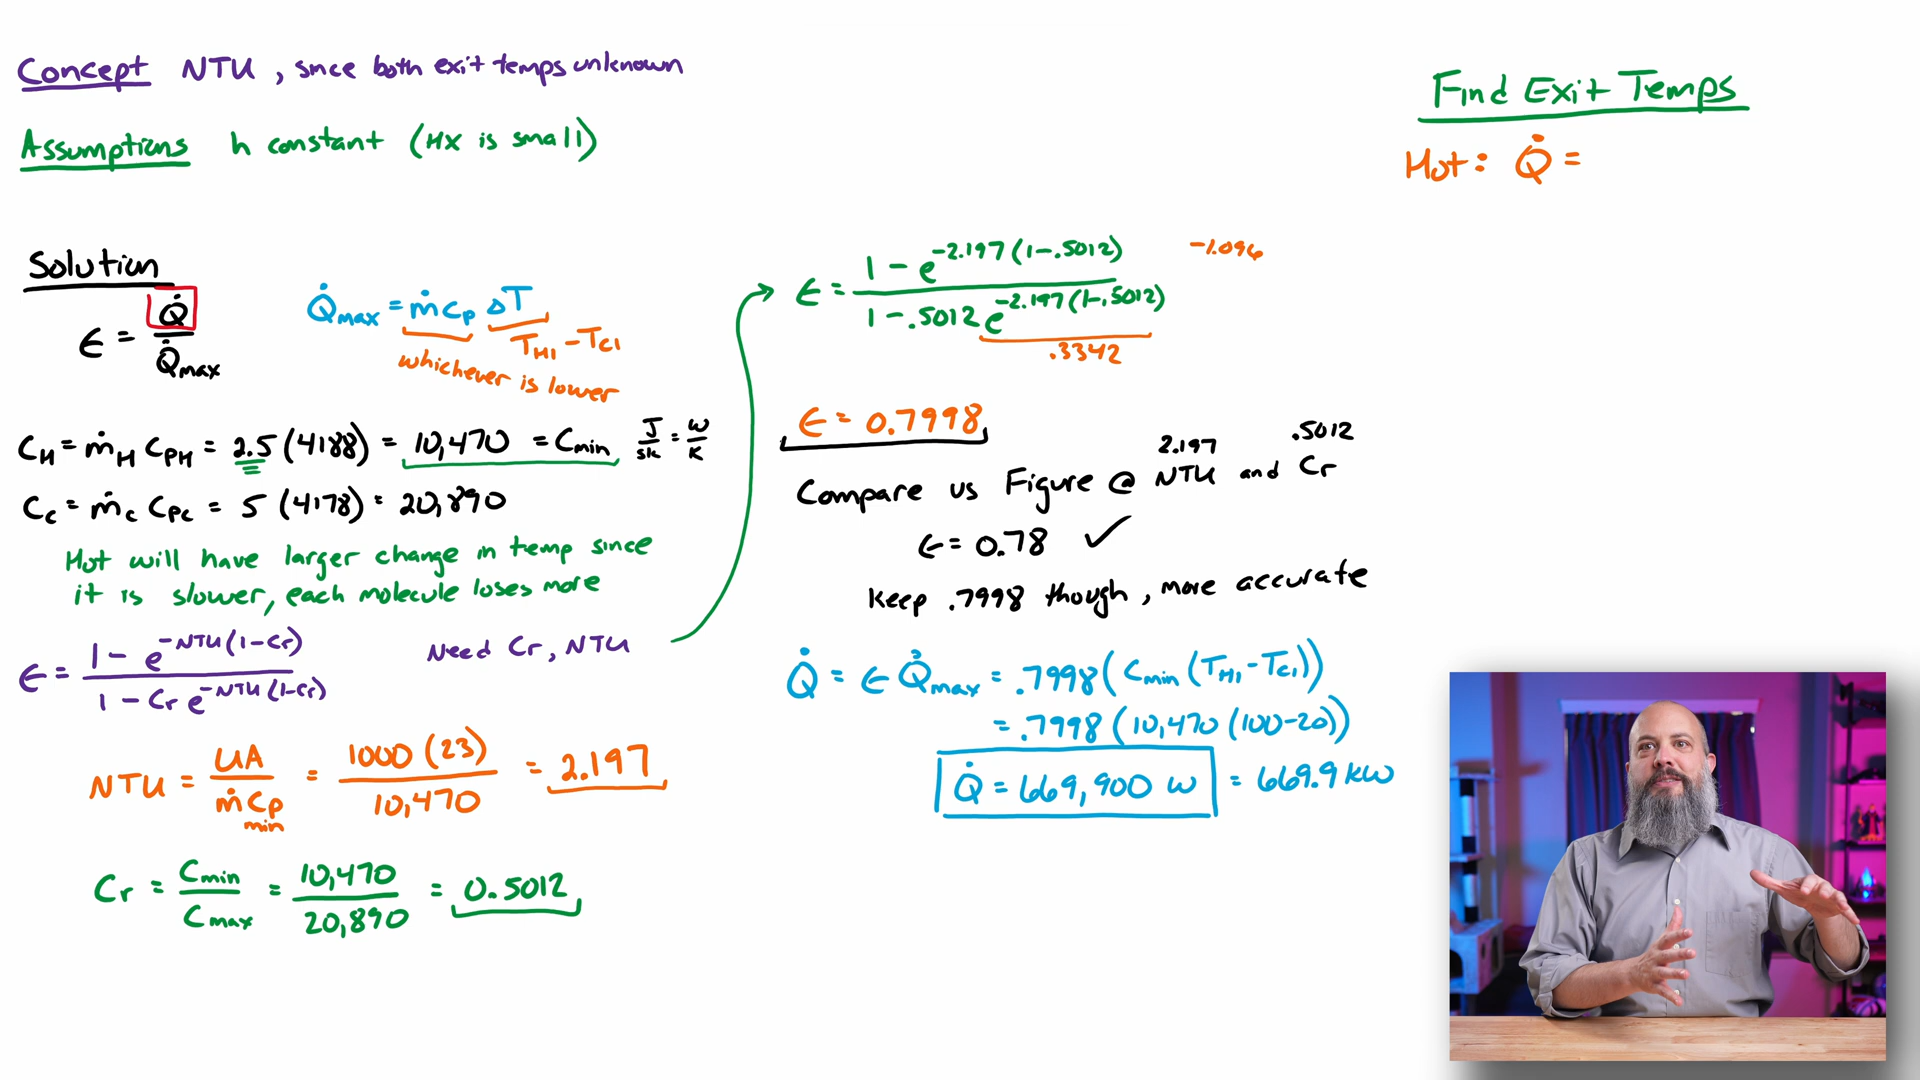 Concept NTU, since both exit temps unknown
Assumptions h constant (HX is small)
Solution
ϵ = Q̇ / Q̇max
Q̇max = ṁ cp ΔT
TH1 - TC1
whichever is lower
CH = ṁH CPH = 2.5 (4188) = 10,470 = Cmin J/sK = W/K
Cc = ṁc CPc = 5 (4178) = 20,890
Hot will have larger change in temp since
it is slower, each molecule loses more
ϵ = 1 - e^-NTU(1-Cr) / 1 - Cr e^-NTU(1-Cr)
Need Cr, NTU
NTU = UA / ṁCp min = 1000 (23) / 10,470 = 2.197
Cr = Cmin / Cmax = 10,470 / 20,890 = 0.5012
ϵ = 1 - e^-2.197(1-.5012) / 1 - .5012 e^-2.197(1-.5012)
-1.096
.3342
ϵ = 0.7998
2.197 .5012
Compare vs Figure @ NTU and Cr
ϵ = 0.78 ✓
Keep .7998 though, more accurate
Q̇ = ϵ Q̇max = .7998 (Cmin (TH1 - TC1))
= .7998 (10,470 (100-20))
Q̇ = 669,900 W = 669.9 kW
Find Exit Temps
Hot: Q̇ =